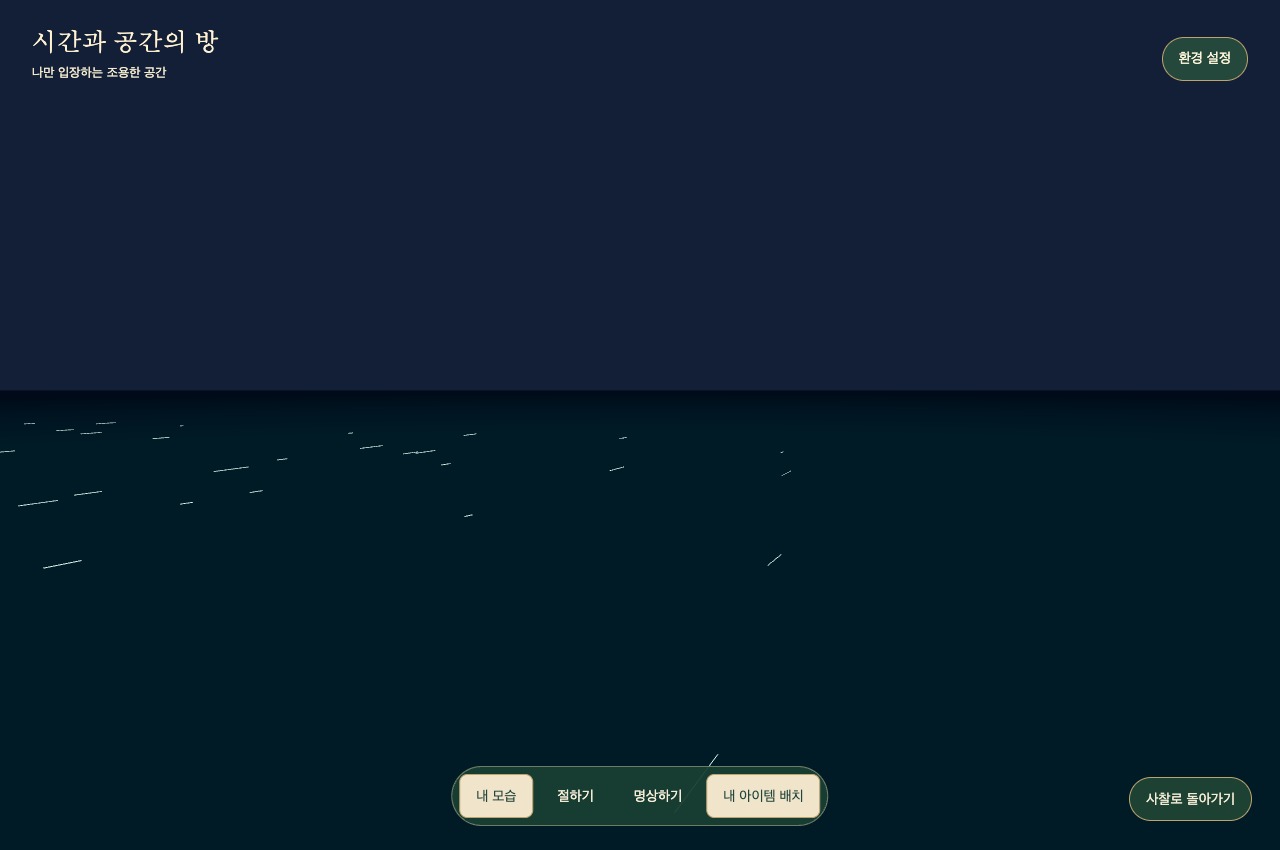 시간과 공간의 방
나만 입장하는 조용한 공간
환경 설정
내 모습
절하기
명상하기
내 아이템 배치
사찰로 돌아가기